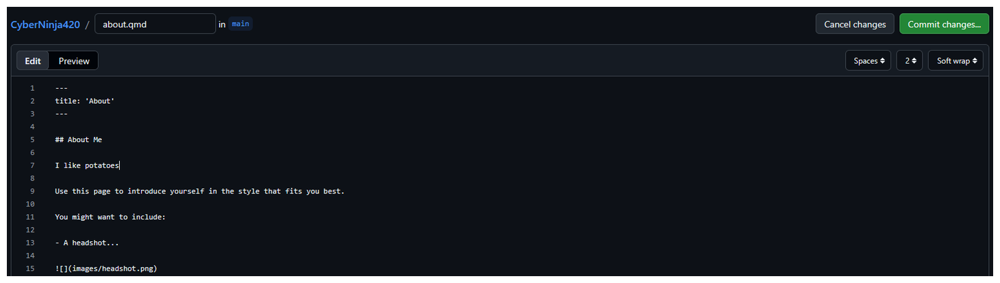 CyberNinja420 / about.qmd in main Cancel changes Commit changes...
Edit Preview Spaces 2 Soft wrap
1 ---
2 title: 'About'
3 ---
4
5 ## About Me
6
7 I like potatoes
8
9 Use this page to introduce yourself in the style that fits you best.
10
11 You might want to include:
12
13 - A headshot...
14
15 ![](images/headshot.png)